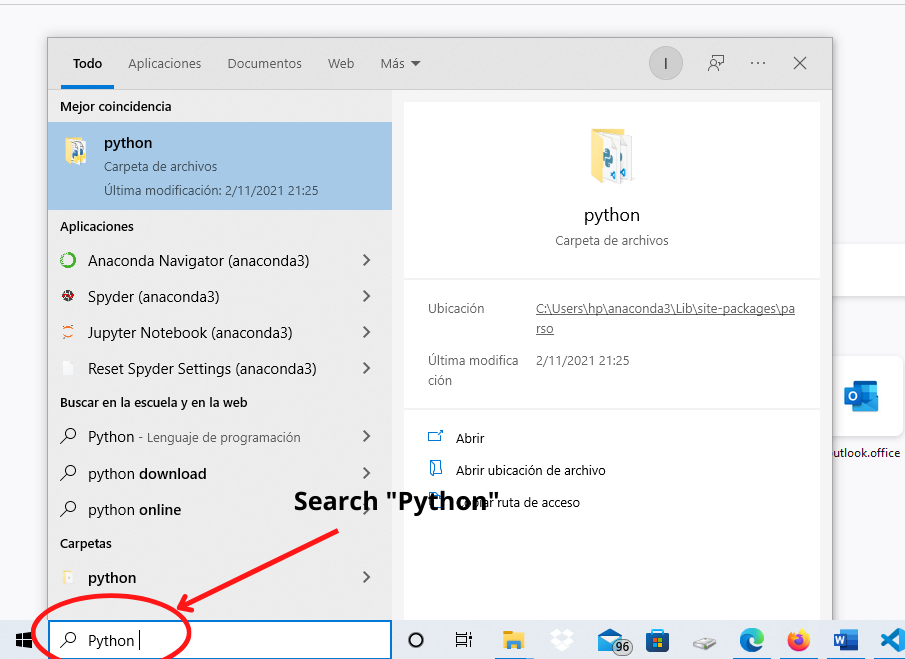 Todo Aplicaciones Documentos Web Más I ...
Mejor coincidencia
python
Carpeta de archivos
Última modificación: 2/11/2021 21:25
Aplicaciones
Anaconda Navigator (anaconda3)
Spyder (anaconda3)
Jupyter Notebook (anaconda3)
Reset Spyder Settings (anaconda3)
Buscar en la escuela y en la web
Python - Lenguaje de programación
python download
python online
Carpetas
python
Python
python
Carpeta de archivos
Ubicación C:\Users\hp\anaconda3\Lib\site-packages\pa
rso
Última modifica 2/11/2021 21:25
ción
Abrir
Abrir ubicación de archivo
ruta de acceso
Search "Python"
utlook.office
96